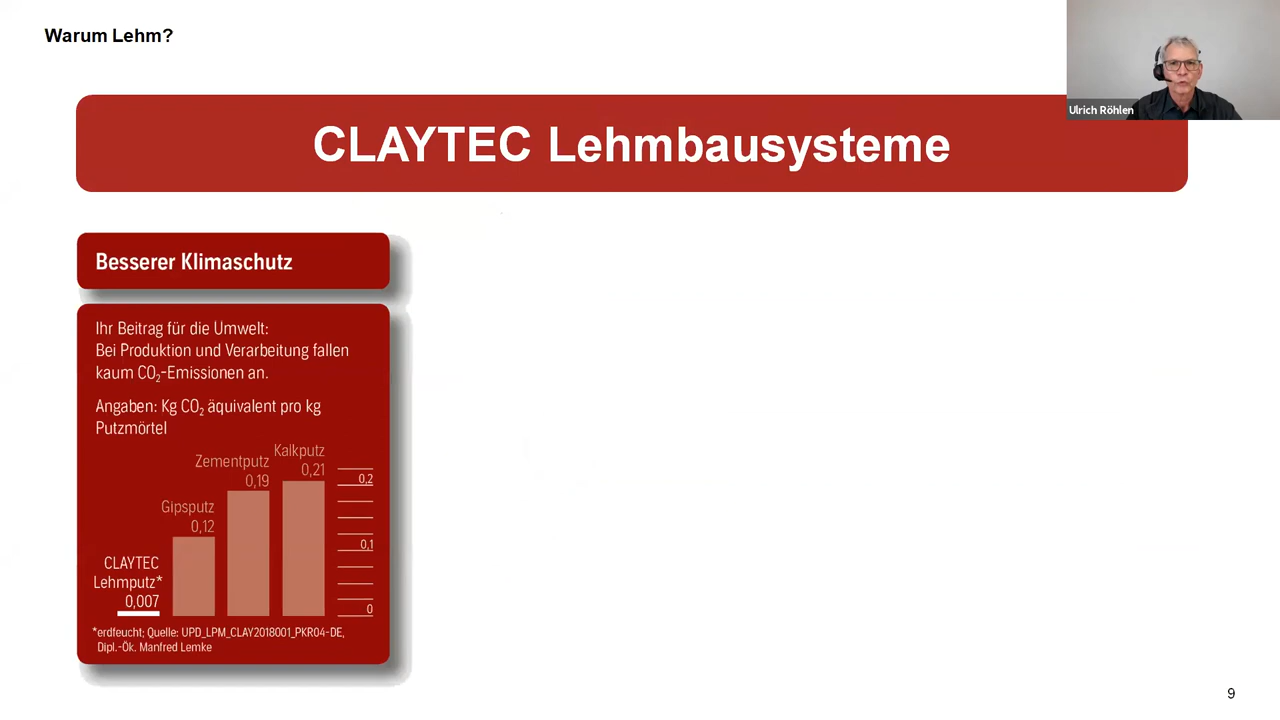 Warum Lehm?
Ulrich Röhlen
CLAYTEC Lehmbausysteme
Besserer Klimaschutz
Ihr Beitrag für die Umwelt:
Bei Produktion und Verarbeitung fallen
kaum CO₂-Emissionen an.
Angaben: Kg CO₂ äquivalent pro kg
Putzmörtel
Kalkputz
0,21
Zementputz
0,19
Gipsputz
0,12
CLAYTEC
Lehmputz*
0,007
0,2
0,1
0
*erdfeucht; Quelle: UPD_LPM_CLAY2018001_PKR04-DE,
Dipl.-Ök. Manfred Lemke
9